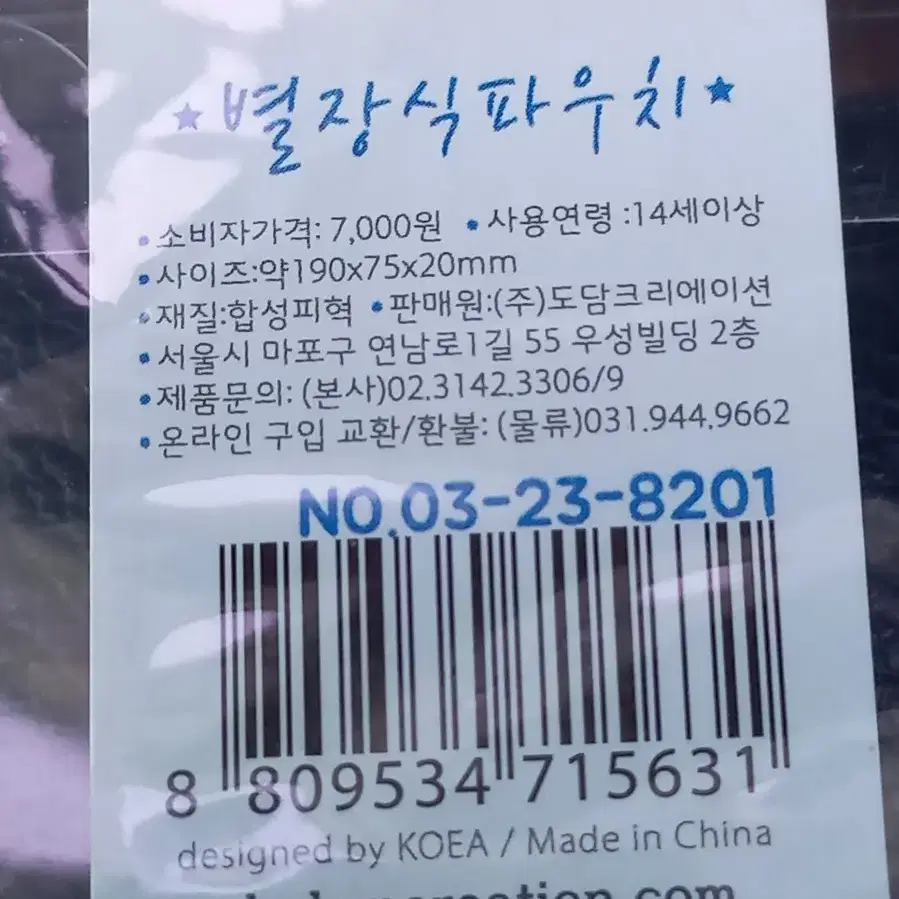 ★별장식파우치★
•소비자가격: 7,000원 •사용연령 :14세이상
•사이즈:약190x75x20mm
•재질:합성피혁 •판매원:(주)도담크리에이션
•서울시 마포구 연남로1길 55 우성빌딩 2층
•제품문의: (본사)02.3142.3306/9
•온라인 구입 교환/환불: (물류)031.944.9662
NO.03-23-8201
8 809534 715631
designed by KOEA / Made in China